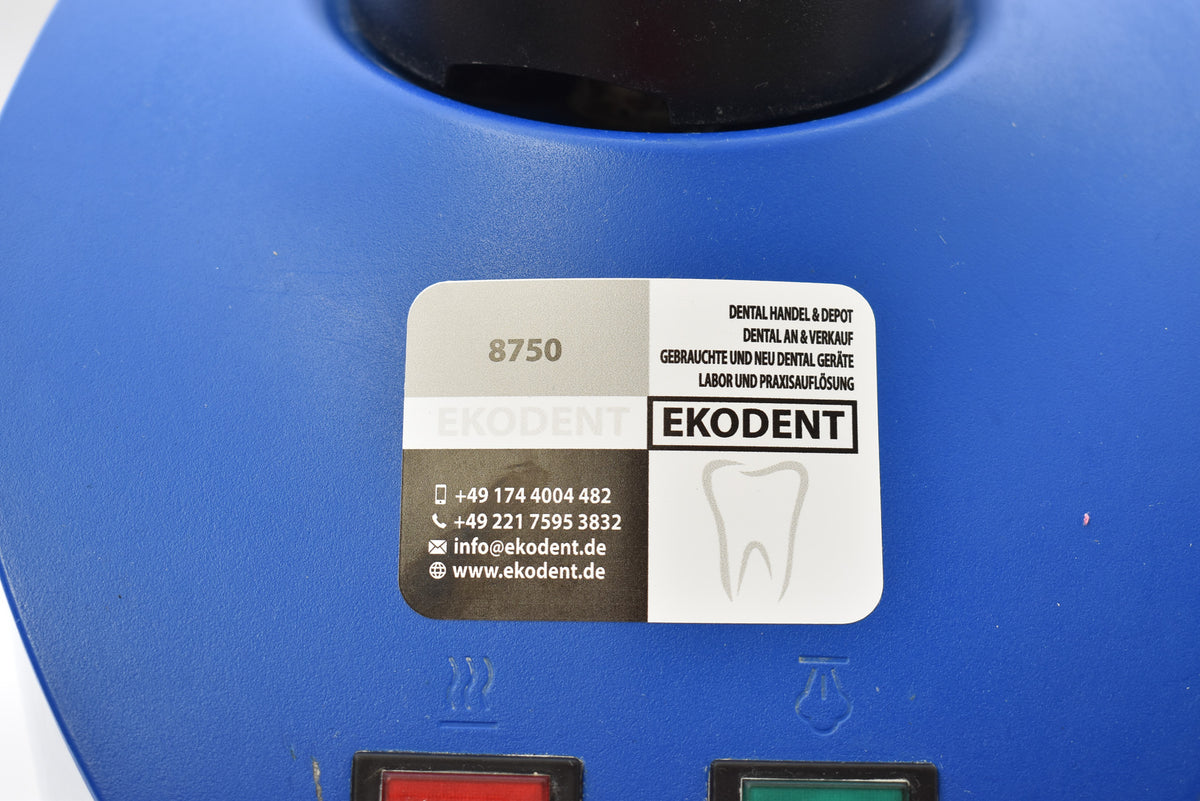 8750
EKODENT
+49 174 4004 482
+49 221 7595 3832
info@ekodent.de
www.ekodent.de
DENTAL HANDEL & DEPOT
DENTAL AN & VERKAUF
GEBRAUCHTE UND NEU DENTAL GERÄTE
LABOR UND PRAXISAUFLÖSUNG
EKODENT